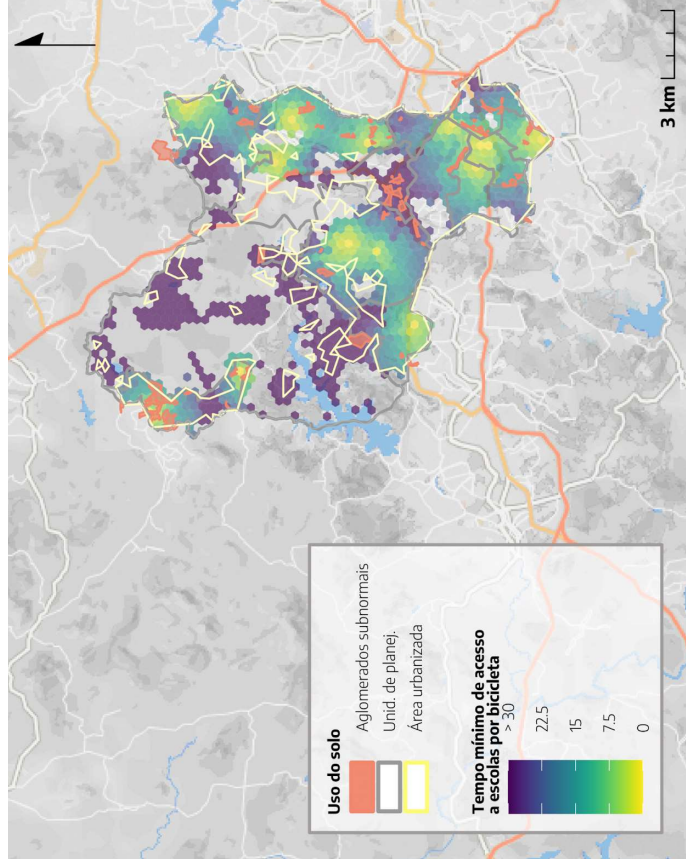 Uso do solo
Aglomerados subnormais
Unid. de planej.
Área urbanizada
Tempo mínimo de acesso
a escolas por bicicleta
> 30
22.5
15
7.5
0
3 km